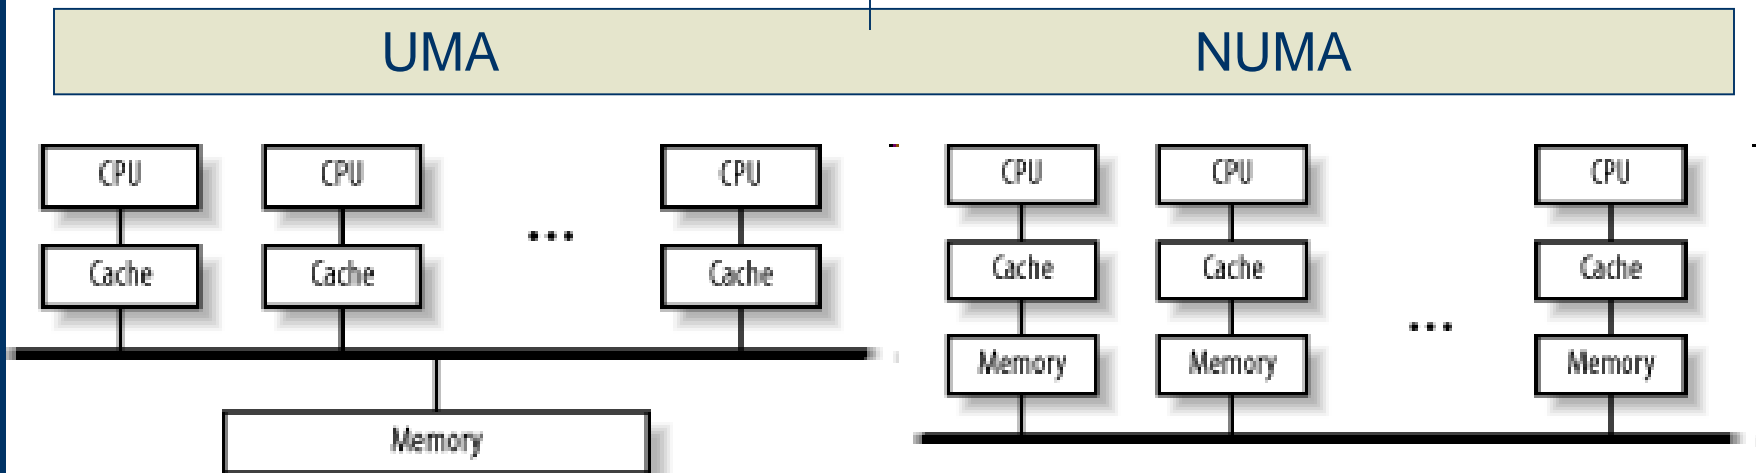 UMA NUMA
CPU CPU CPU
Cache Cache ... Cache
Memory
CPU CPU CPU
Cache Cache Cache
Memory Memory ... Memory